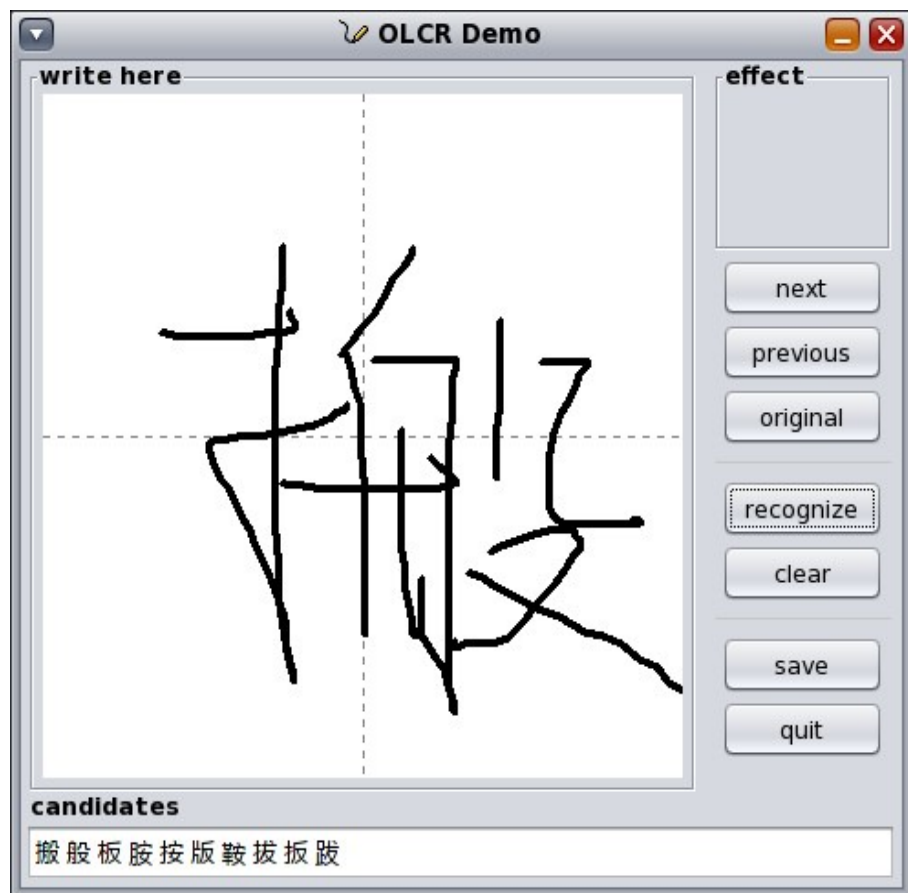 OLCR Demo
write here
搬
effect
next
previous
original
recognize
clear
save
quit
candidates
搬 般 板 胺 按 版 鞍 拔 扳 跋